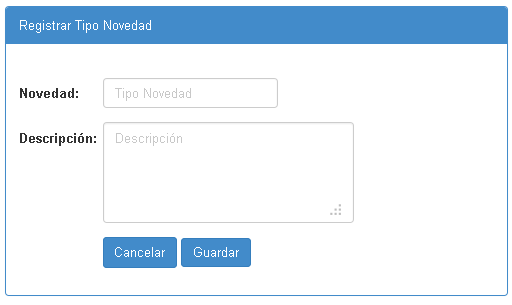 Registrar Tipo Novedad
Novedad: Tipo Novedad
Descripción: Descripción
Cancelar Guardar